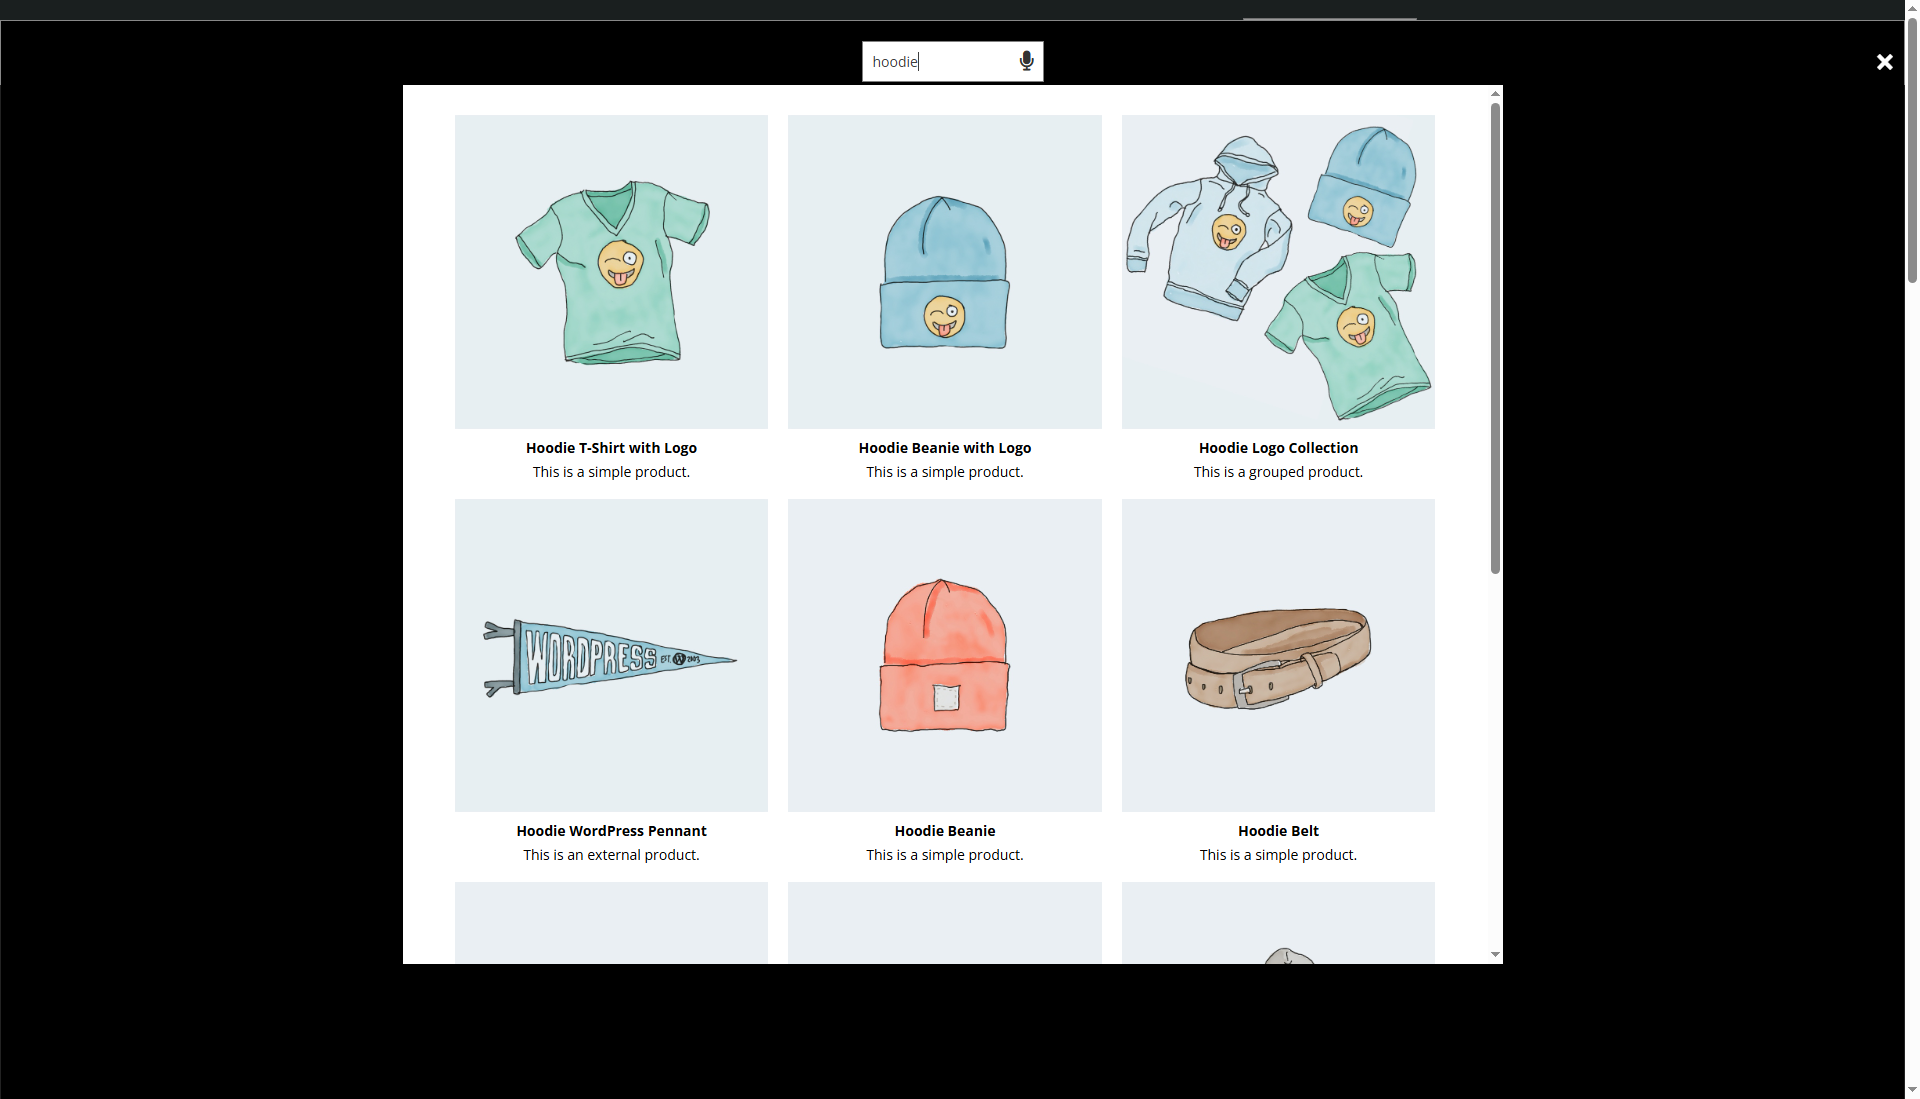 hoodie
Hoodie T-Shirt with Logo
This is a simple product.
Hoodie Beanie with Logo
This is a simple product.
Hoodie Logo Collection
This is a grouped product.
WORDPRESS EST. 2003
Hoodie WordPress Pennant
This is an external product.
Hoodie Beanie
This is a simple product.
Hoodie Belt
This is a simple product.